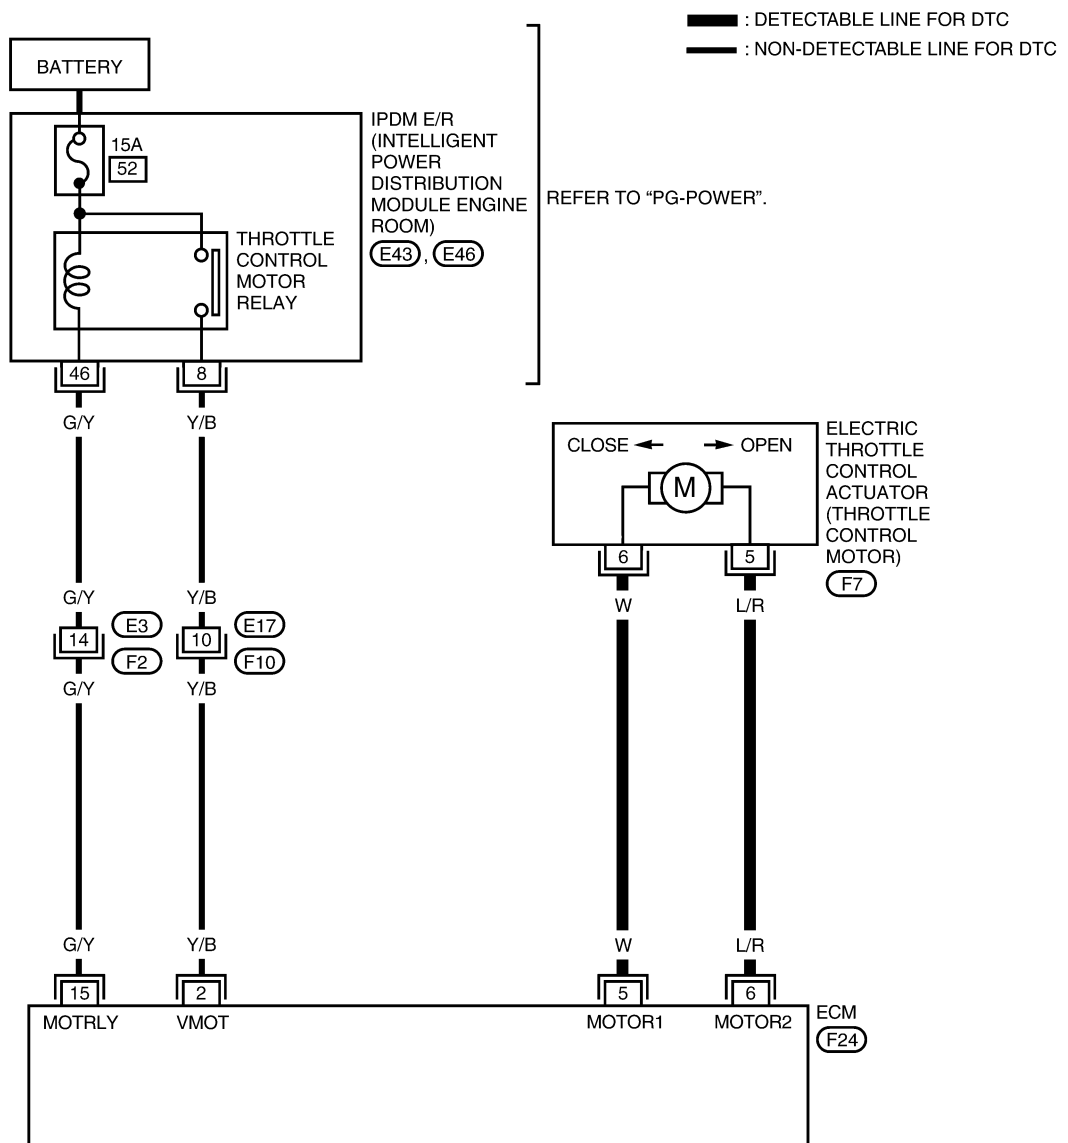 : DETECTABLE LINE FOR DTC
: NON-DETECTABLE LINE FOR DTC
BATTERY
15A
52
IPDM E/R
(INTELLIGENT
POWER
DISTRIBUTION
MODULE ENGINE
ROOM)
E43 , E46
REFER TO “PG-POWER”.
THROTTLE
CONTROL
MOTOR
RELAY
46 8
G/Y Y/B
CLOSE OPEN
M
ELECTRIC
THROTTLE
CONTROL
ACTUATOR
(THROTTLE
CONTROL
MOTOR)
F7
6 5
G/Y Y/B W L/R
14 E3 10 E17
F2 F10
G/Y Y/B
G/Y Y/B W L/R
15 2 5 6
MOTRLY VMOT MOTOR1 MOTOR2
ECM
F24